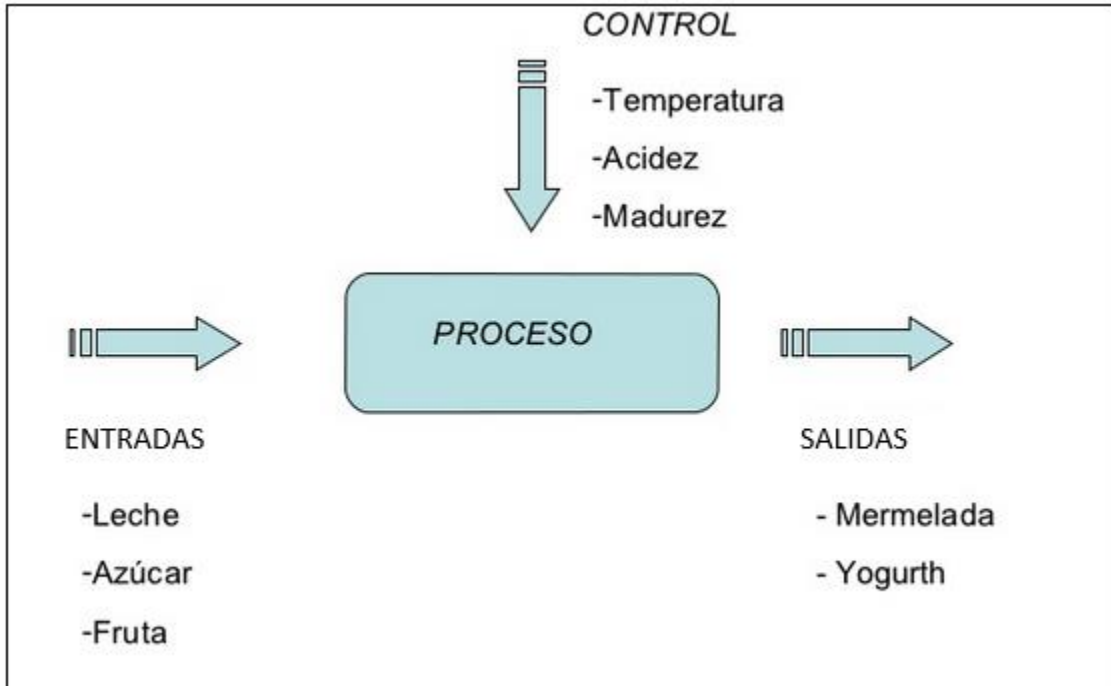 CONTROL
-Temperatura
-Acidez
-Madurez
PROCESO
ENTRADAS
-Leche
-Azúcar
-Fruta
SALIDAS
- Mermelada
- Yogurth